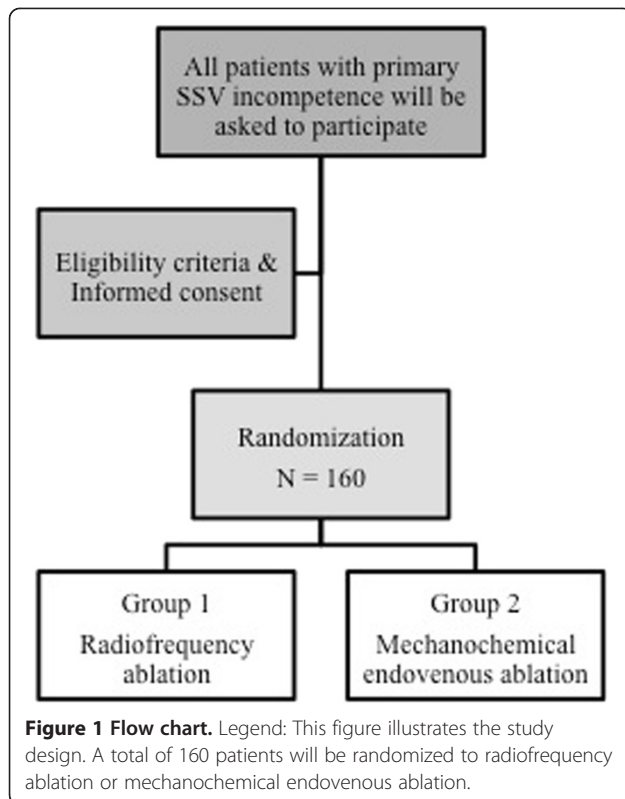 All patients with primary
SSV incompetence will be
asked to participate
Eligibility criteria &
Informed consent
Randomization
N = 160
Group 1
Radiofrequency
ablation
Group 2
Mechanochemical
endovenous ablation
Figure 1 Flow chart. Legend: This figure illustrates the study
design. A total of 160 patients will be randomized to radiofrequency
ablation or mechanochemical endovenous ablation.